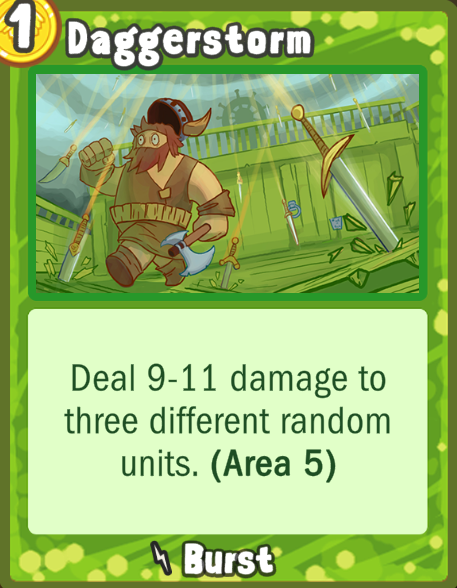 1
Daggerstorm
Deal 9-11 damage to
three different random
units. (Area 5)
Burst